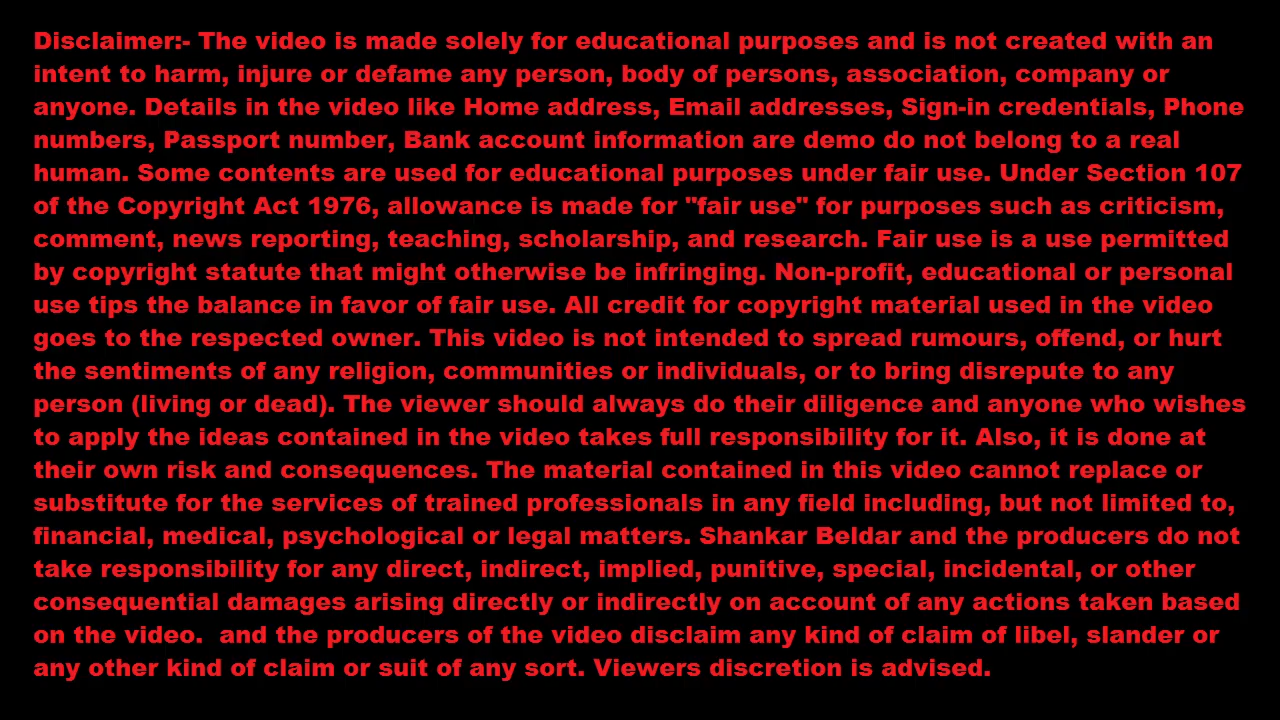 Disclaimer:- The video is made solely for educational purposes and is not created with an
intent to harm, injure or defame any person, body of persons, association, company or
anyone. Details in the video like Home address, Email addresses, Sign-in credentials, Phone
numbers, Passport number, Bank account information are demo do not belong to a real
human. Some contents are used for educational purposes under fair use. Under Section 107
of the Copyright Act 1976, allowance is made for "fair use" for purposes such as criticism,
comment, news reporting, teaching, scholarship, and research. Fair use is a use permitted
by copyright statute that might otherwise be infringing. Non-profit, educational or personal
use tips the balance in favor of fair use. All credit for copyright material used in the video
goes to the respected owner. This video is not intended to spread rumours, offend, or hurt
the sentiments of any religion, communities or individuals, or to bring disrepute to any
person (living or dead). The viewer should always do their diligence and anyone who wishes
to apply the ideas contained in the video takes full responsibility for it. Also, it is done at
their own risk and consequences. The material contained in this video cannot replace or
substitute for the services of trained professionals in any field including, but not limited to,
financial, medical, psychological or legal matters. Shankar Beldar and the producers do not
take responsibility for any direct, indirect, implied, punitive, special, incidental, or other
consequential damages arising directly or indirectly on account of any actions taken based
on the video.  and the producers of the video disclaim any kind of claim of libel, slander or
any other kind of claim or suit of any sort. Viewers discretion is advised.